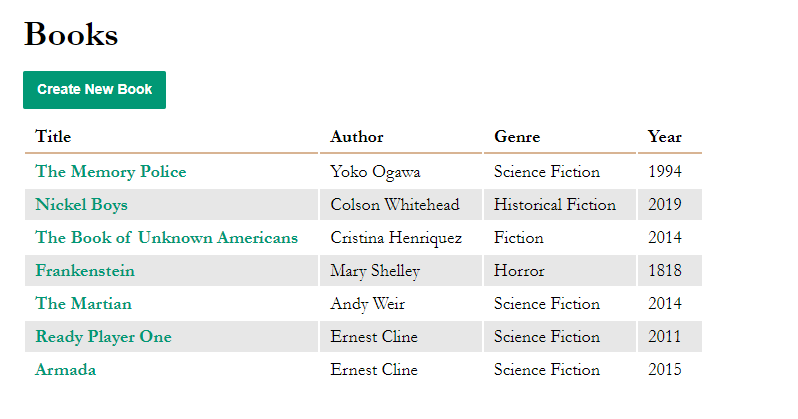 Books
Create New Book
Title Author Genre Year
The Memory Police Yoko Ogawa Science Fiction 1994
Nickel Boys Colson Whitehead Historical Fiction 2019
The Book of Unknown Americans Cristina Henriquez Fiction 2014
Frankenstein Mary Shelley Horror 1818
The Martian Andy Weir Science Fiction 2014
Ready Player One Ernest Cline Science Fiction 2011
Armada Ernest Cline Science Fiction 2015